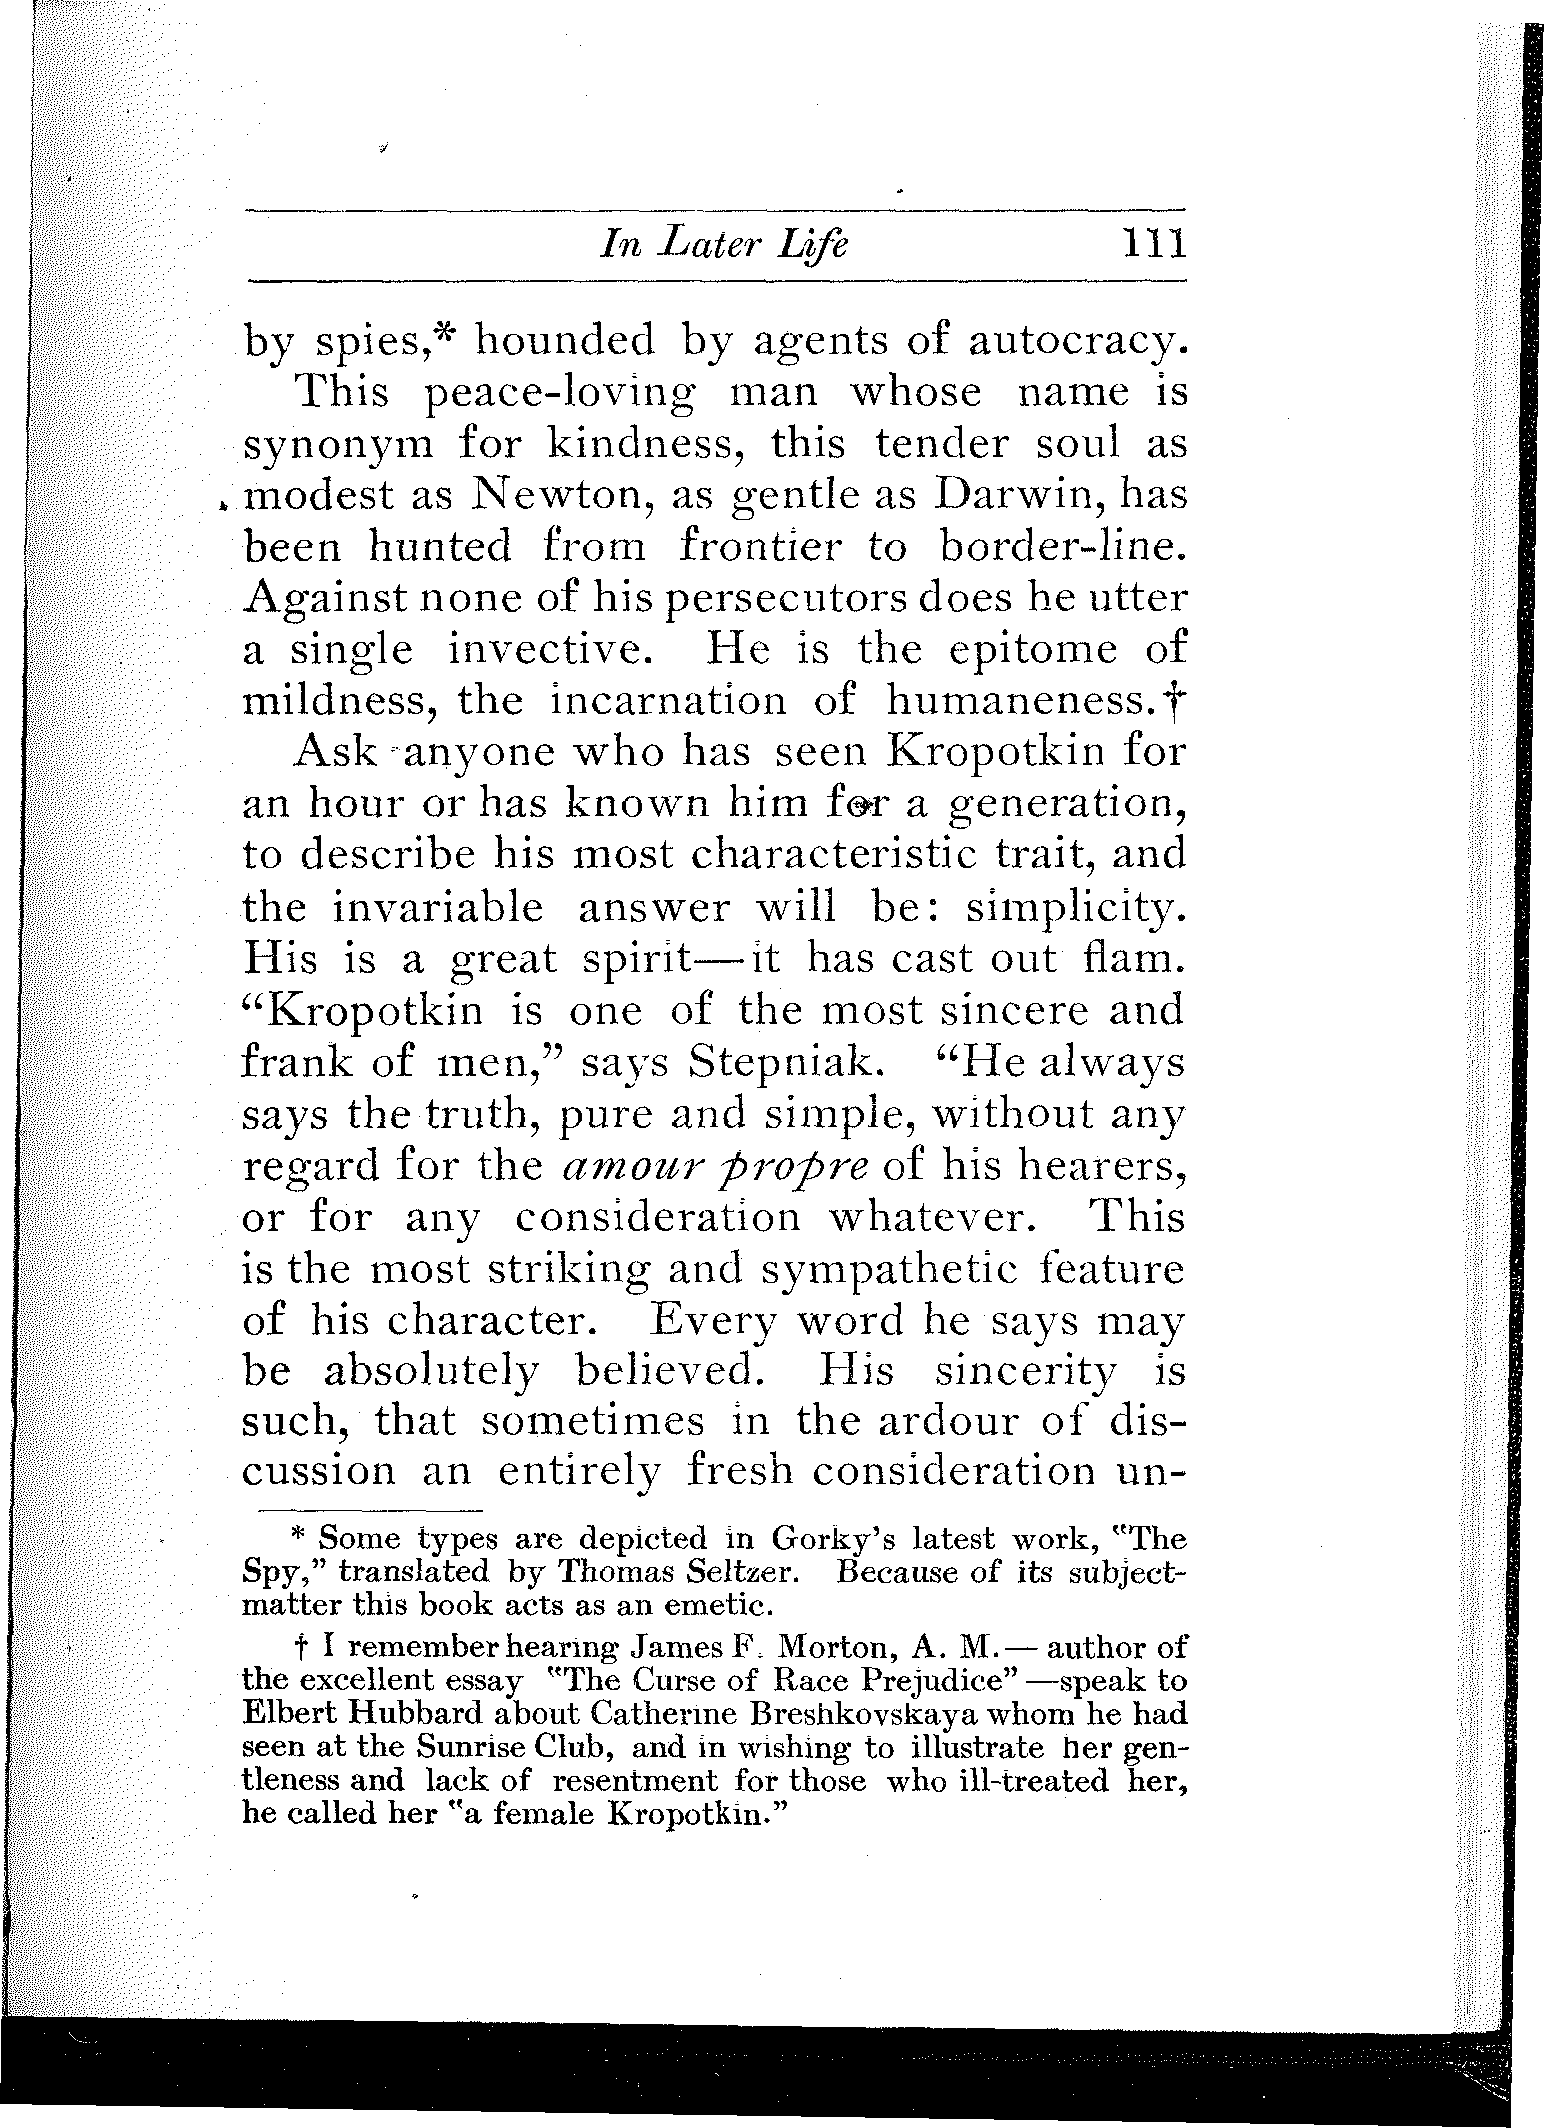 In Later Life 111
by spies,* hounded by agents of autocracy.
This peace-loving man whose name is
synonym for kindness, this tender soul as
modest as Newton, as gentle as Darwin, has
been hunted from frontier to border-line.
Against none of his persecutors does he utter
a single invective. He is the epitome of
mildness, the incarnation of humaneness.†
Ask anyone who has seen Kropotkin for
an hour or has known him for a generation,
to describe his most characteristic trait, and
the invariable answer will be: simplicity.
His is a great spirit—it has cast out flam.
“Kropotkin is one of the most sincere and
frank of men,” says Stepniak. “He always
says the truth, pure and simple, without any
regard for the amour propre of his hearers,
or for any consideration whatever. This
is the most striking and sympathetic feature
of his character. Every word he says may
be absolutely believed. His sincerity is
such, that sometimes in the ardour of dis-
cussion an entirely fresh consideration un-
* Some types are depicted in Gorky’s latest work, “The
Spy,” translated by Thomas Seltzer. Because of its subject-
matter this book acts as an emetic.
† I remember hearing James F. Morton, A. M.— author of
the excellent essay “The Curse of Race Prejudice” —speak to
Elbert Hubbard about Catherine Breshkovskaya whom he had
seen at the Sunrise Club, and in wishing to illustrate her gen-
tleness and lack of resentment for those who ill-treated her,
he called her “a female Kropotkin.”